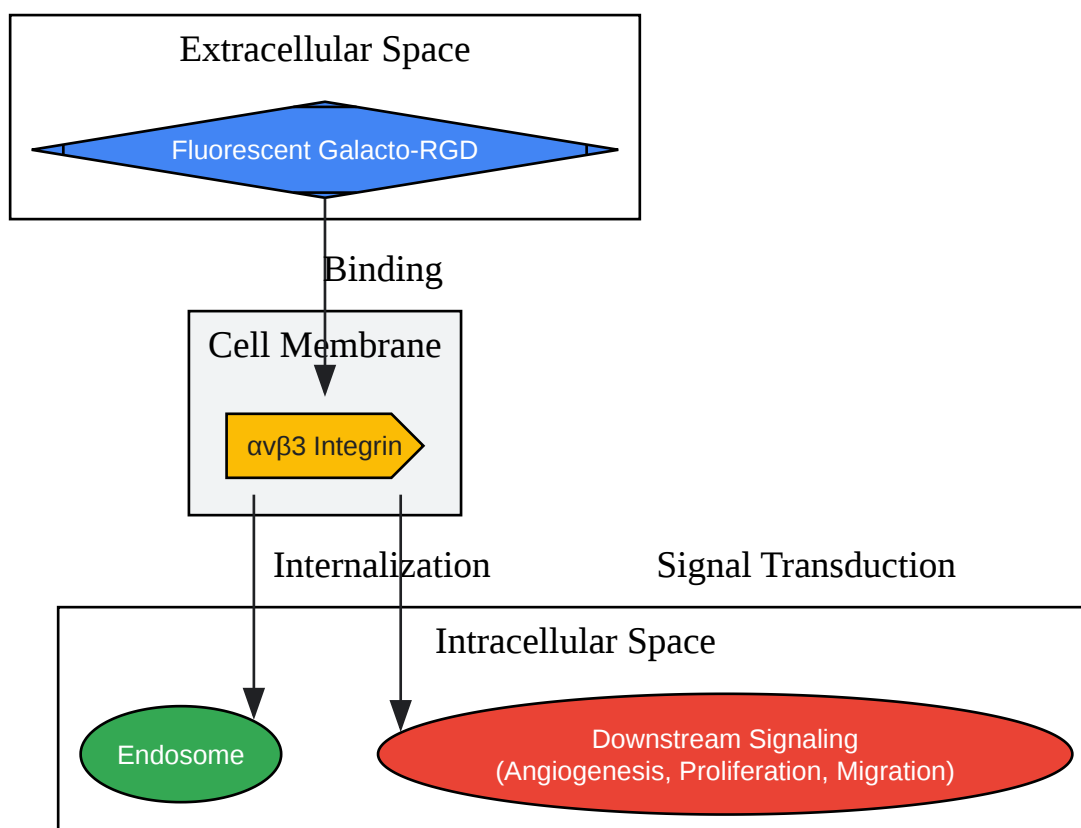 Extracellular Space
Fluorescent Galacto-RGD
Binding
Cell Membrane
αvβ3 Integrin
Internalization
Signal Transduction
Intracellular Space
Endosome
Downstream Signaling
(Angiogenesis, Proliferation, Migration)